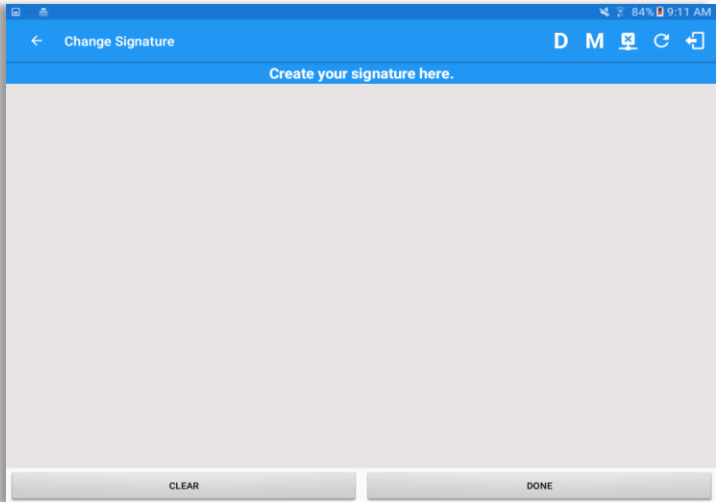 84% 9:11 AM
Change Signature D M
Create your signature here.
CLEAR DONE